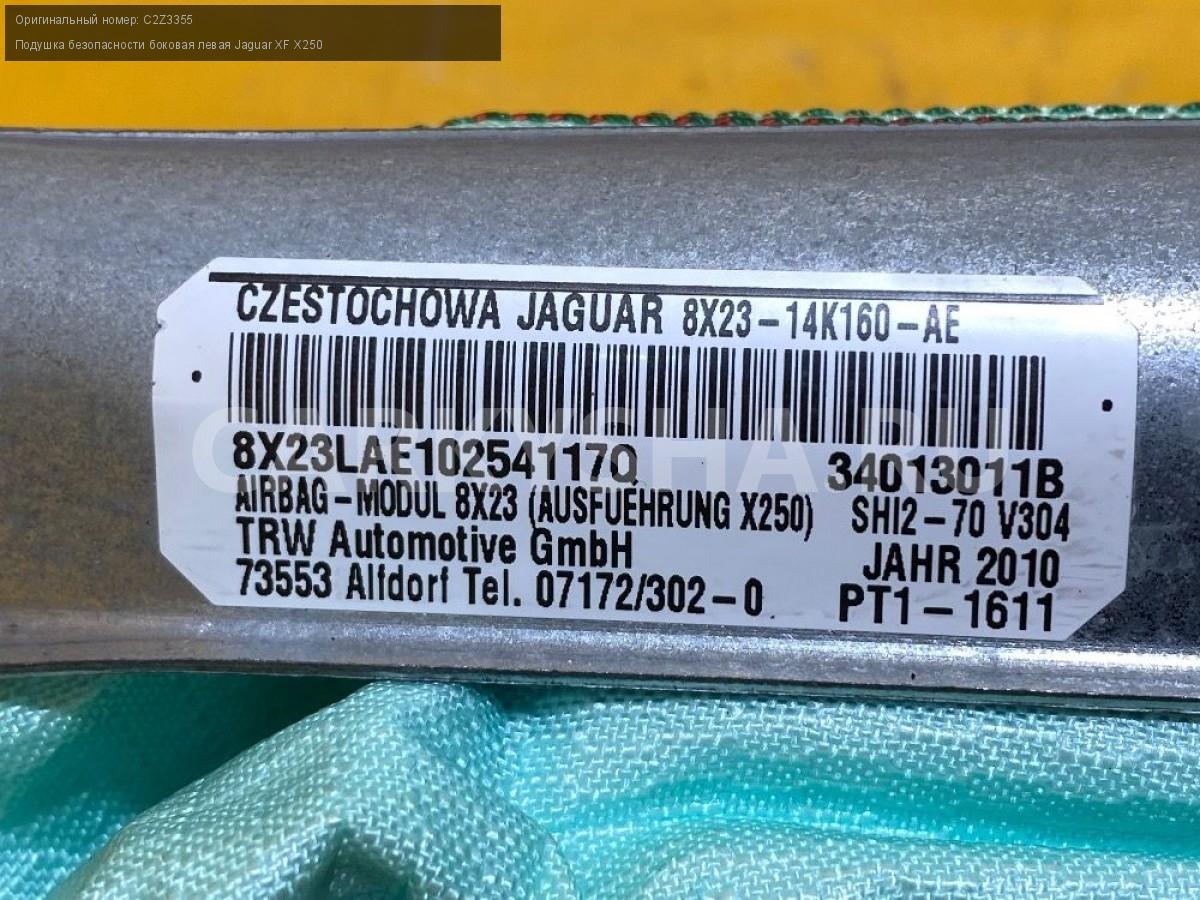 Оригинальный номер: C2Z3355
Подушка безопасности боковая левая Jaguar XF X250
CZESTOCHOWA JAGUAR 8X23-14K160-AE
8X23LAE10254117Q 34013011B
AIRBAG-MODUL 8X23 (AUSFUEHRUNG X250) SHI2-70 V304
TRW Automotive GmbH JAHR 2010
73553 Alfdorf Tel. 07172/302-0 PT1-1611
CARKYCHA.RU